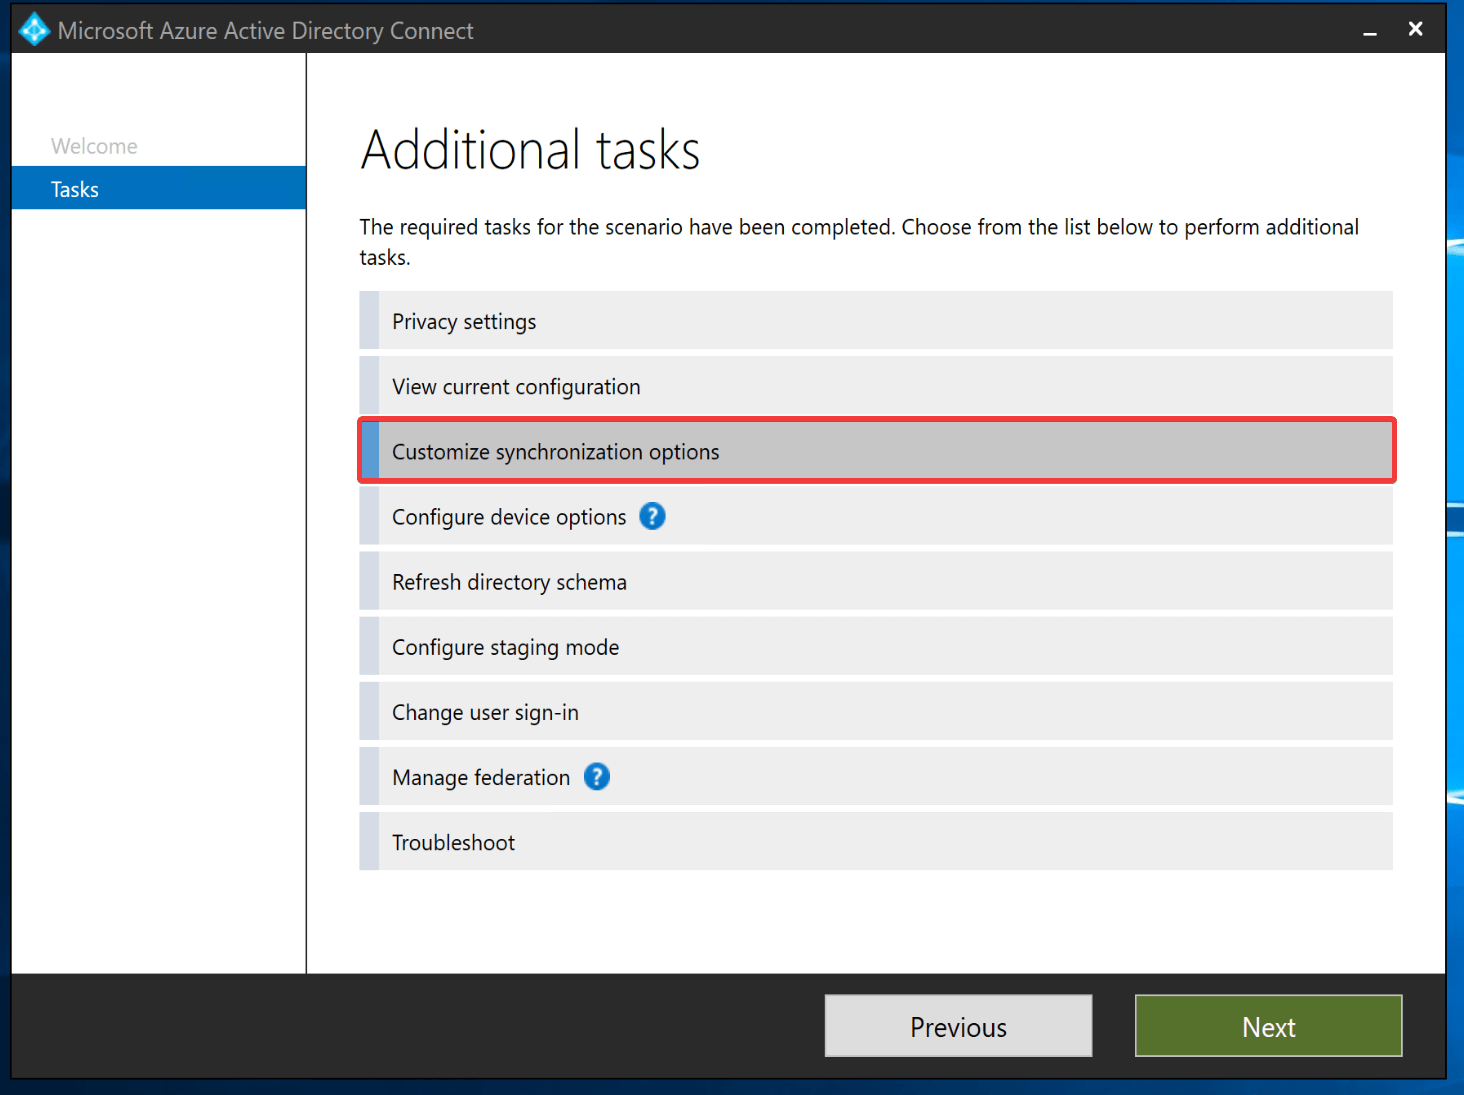 Microsoft Azure Active Directory Connect
Welcome
Tasks
Additional tasks
The required tasks for the scenario have been completed. Choose from the list below to perform additional
tasks.
Privacy settings
View current configuration
Customize synchronization options
Configure device options ?
Refresh directory schema
Configure staging mode
Change user sign-in
Manage federation ?
Troubleshoot
Previous
Next